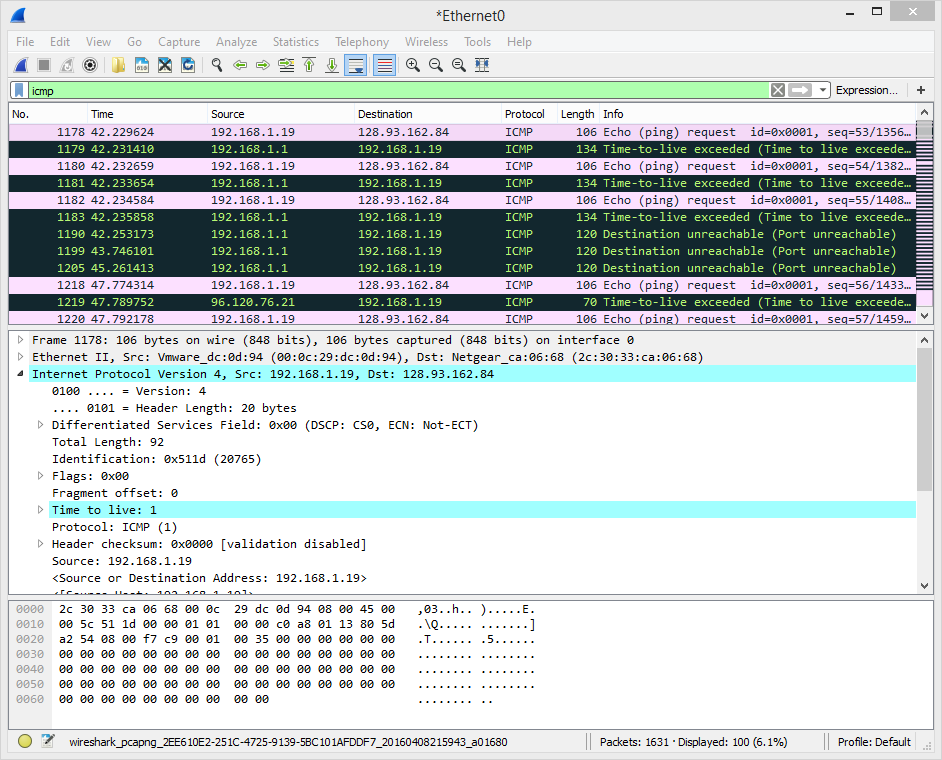 *Ethernet0
File Edit View Go Capture Analyze Statistics Telephony Wireless Tools Help
icmp Expression... +
No. Time Source Destination Protocol Length Info
1178 42.229624 192.168.1.19 128.93.162.84 ICMP 106 Echo (ping) request id=0x0001, seq=53/1356…
1179 42.231410 192.168.1.1 192.168.1.19 ICMP 134 Time-to-live exceeded (Time to live exceede…
1180 42.232659 192.168.1.19 128.93.162.84 ICMP 106 Echo (ping) request id=0x0001, seq=54/1382…
1181 42.233654 192.168.1.1 192.168.1.19 ICMP 134 Time-to-live exceeded (Time to live exceede…
1182 42.234584 192.168.1.19 128.93.162.84 ICMP 106 Echo (ping) request id=0x0001, seq=55/1408…
1183 42.235858 192.168.1.1 192.168.1.19 ICMP 134 Time-to-live exceeded (Time to live exceede…
1190 42.253173 192.168.1.1 192.168.1.19 ICMP 120 Destination unreachable (Port unreachable)
1199 43.746101 192.168.1.1 192.168.1.19 ICMP 120 Destination unreachable (Port unreachable)
1205 45.261413 192.168.1.1 192.168.1.19 ICMP 120 Destination unreachable (Port unreachable)
1218 47.774314 192.168.1.19 128.93.162.84 ICMP 106 Echo (ping) request id=0x0001, seq=56/1433…
1219 47.789752 96.120.76.21 192.168.1.19 ICMP 70 Time-to-live exceeded (Time to live exceede…
1220 47.792178 192.168.1.19 128.93.162.84 ICMP 106 Echo (ping) request id=0x0001, seq=57/1459…
Frame 1178: 106 bytes on wire (848 bits), 106 bytes captured (848 bits) on interface 0
Ethernet II, Src: Vmware_dc:0d:94 (00:0c:29:dc:0d:94), Dst: Netgear_ca:06:68 (2c:30:33:ca:06:68)
Internet Protocol Version 4, Src: 192.168.1.19, Dst: 128.93.162.84
0100 .... = Version: 4
.... 0101 = Header Length: 20 bytes
Differentiated Services Field: 0x00 (DSCP: CS0, ECN: Not-ECT)
Total Length: 92
Identification: 0x511d (20765)
Flags: 0x00
Fragment offset: 0
Time to live: 1
Protocol: ICMP (1)
Header checksum: 0x0000 [validation disabled]
Source: 192.168.1.19
<Source or Destination Address: 192.168.1.19>
<[Source Host: 192.168.1.19]>
0000 2c 30 33 ca 06 68 00 0c 29 dc 0d 94 08 00 45 00 ,03..h.. ).....E.
0010 00 5c 51 1d 00 00 01 01 00 00 c0 a8 01 13 80 5d .\Q..... .......]
0020 a2 54 08 00 f7 c9 00 01 00 35 00 00 00 00 00 00 .T...... .5......
0030 00 00 00 00 00 00 00 00 00 00 00 00 00 00 00 00 ........ ........
0040 00 00 00 00 00 00 00 00 00 00 00 00 00 00 00 00 ........ ........
0050 00 00 00 00 00 00 00 00 00 00 00 00 00 00 00 00 ........ ........
0060 00 00 00 00 00 00 00 00 00 00 ........ ..
wireshark_pcapng_2EE610E2-251C-4725-9139-5BC101AFDDF7_20160408215943_a01680 Packets: 1631 · Displayed: 100 (6.1%) Profile: Default